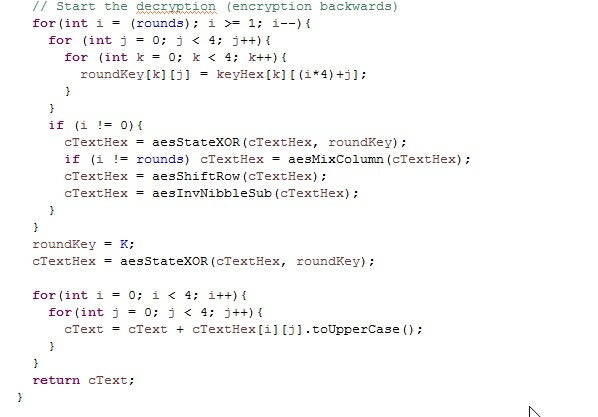 // Start the decryption (encryption backwards)
for(int i = (rounds); i >= 1; i--){
for (int j = 0; j < 4; j++){
for (int k = 0; k < 4; k++){
roundKey[k][j] = keyHex[k][(i*4)+j];
}
}
if (i != 0){
cTextHex = aesStateXOR(cTextHex, roundKey);
if (i != rounds) cTextHex = aesMixColumn(cTextHex);
cTextHex = aesShiftRow(cTextHex);
cTextHex = aesInvNibbleSub(cTextHex);
}
}
roundKey = K;
cTextHex = aesStateXOR(cTextHex, roundKey);
for(int i = 0; i < 4; i++){
for(int j = 0; j < 4; j++){
cText = cText + cTextHex[i][j].toUpperCase();
}
}
return cText;
}